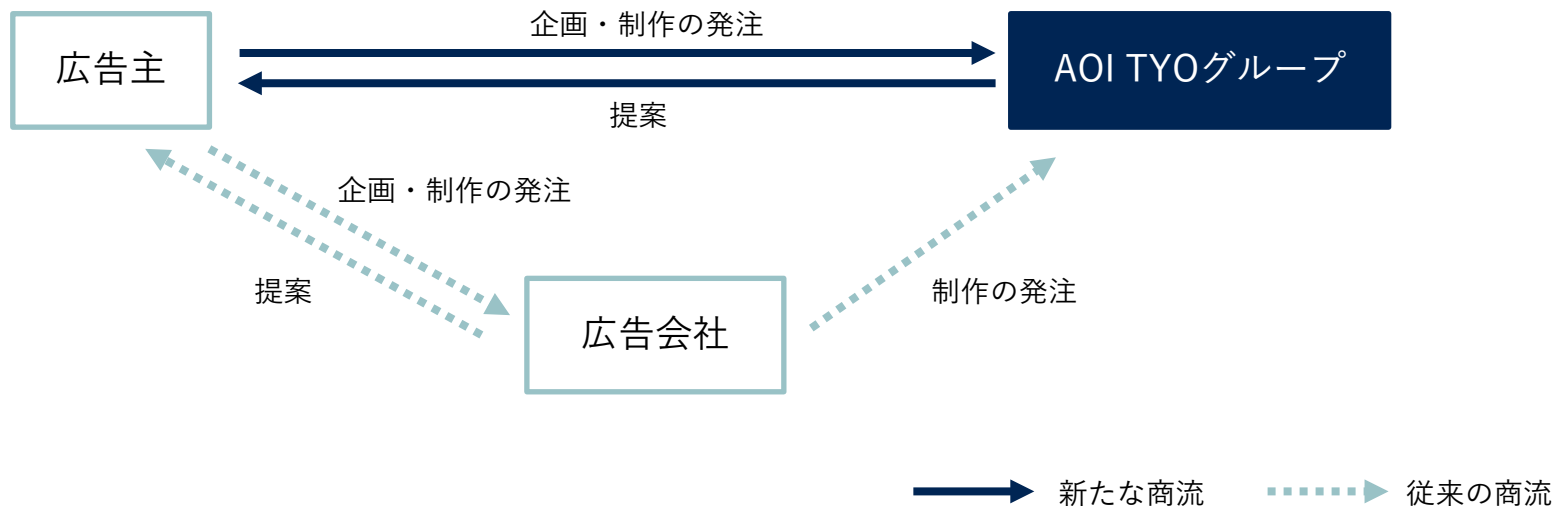 企画・制作の発注
広告主
AOI TYOグループ
提案
企画・制作の発注
提案
制作の発注
広告会社
新たな商流
従来の商流